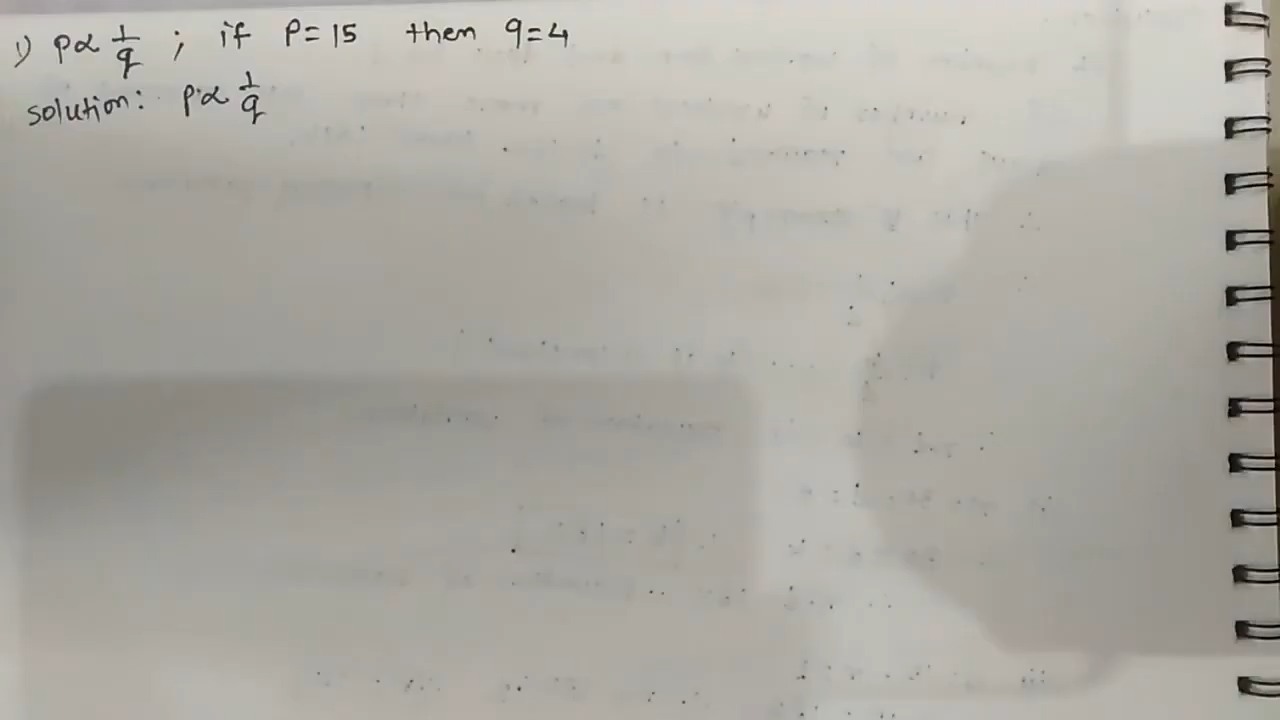 1) p∝ 1/q ; if P=15 then q=4
solution: p∝ 1/q